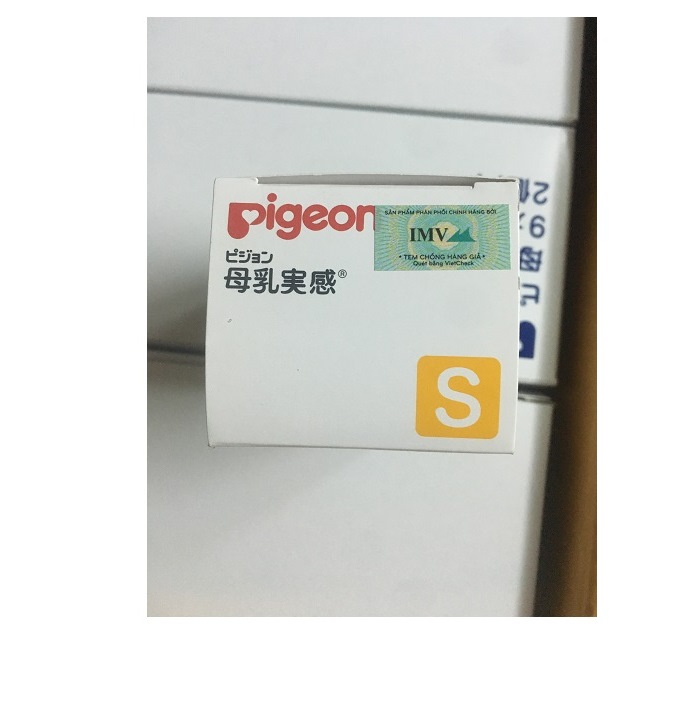 pigeon
SẢN PHẨM PHÂN PHỐI CHÍNH HÃNG BỞI
IMV
• TEM CHỐNG HÀNG GIẢ •
Quét bằng VietCheck
ピジョン
母乳実感®
S